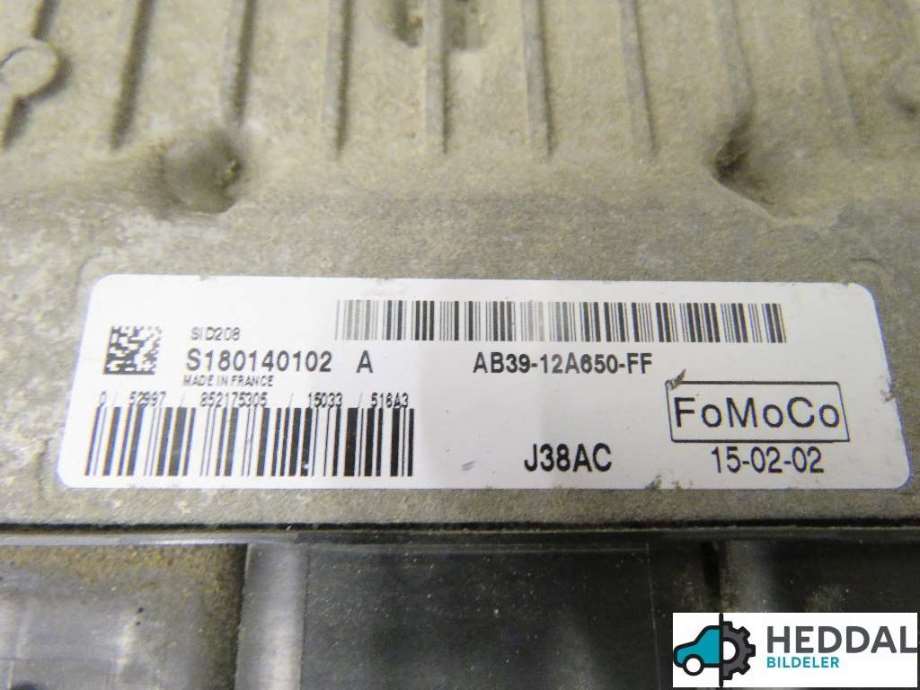 SID208
S180140102 A
MADE IN FRANCE
AB39-12A650-FF
0 / 52997 / 852175305 / 15033 / 516A3
FoMoCo
J38AC
15-02-02
HEDDAL
BILDELER